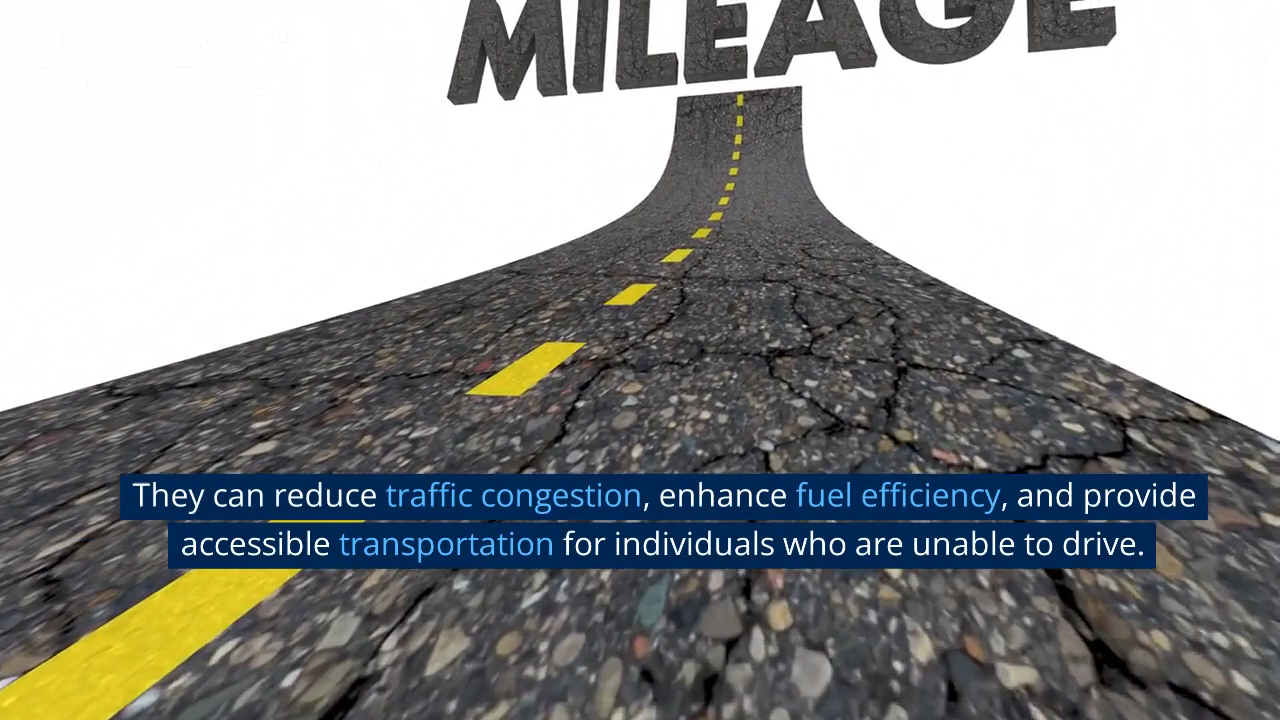 MILEAGE
They can reduce traffic congestion, enhance fuel efficiency, and provide
accessible transportation for individuals who are unable to drive.